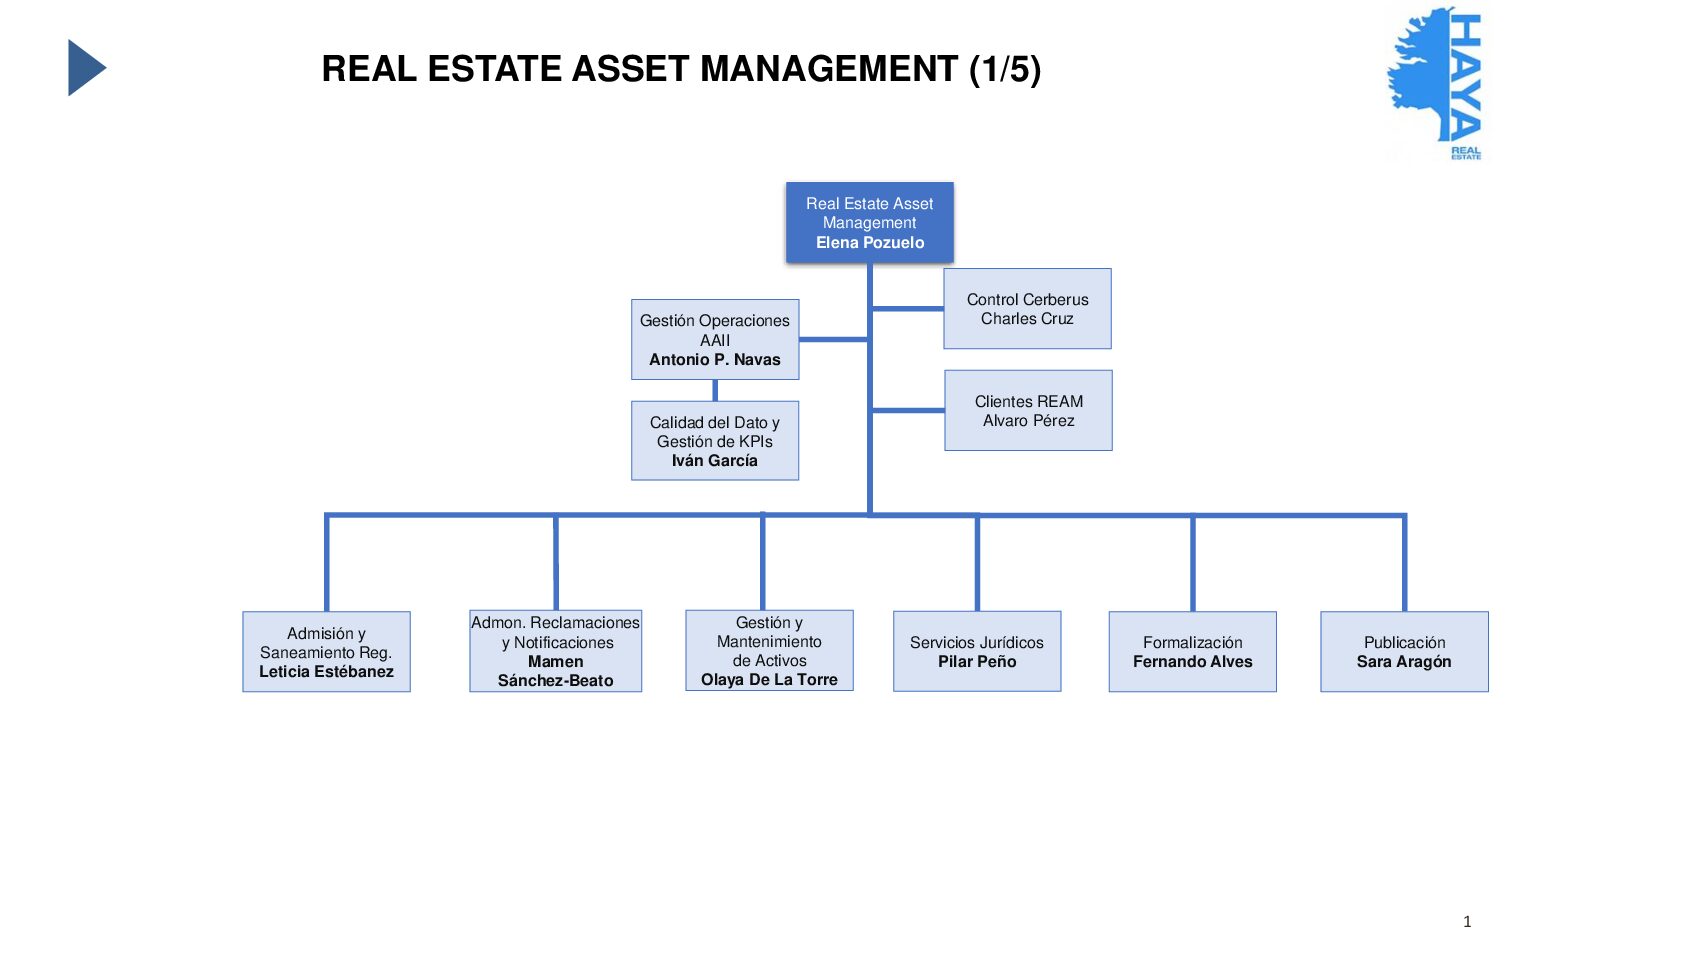 REAL ESTATE ASSET MANAGEMENT (1/5)
HAYA
REAL
ESTATE
Real Estate Asset
Management
Elena Pozuelo
Control Cerberus
Charles Cruz
Gestión Operaciones
AAII
Antonio P. Navas
Clientes REAM
Alvaro Pérez
Calidad del Dato y
Gestión de KPIs
Iván García
Admisión y
Saneamiento Reg.
Leticia Estébanez
Admon. Reclamaciones
y Notificaciones
Mamen
Sánchez-Beato
Gestión y
Mantenimiento
de Activos
Olaya De La Torre
Servicios Jurídicos
Pilar Peño
Formalización
Fernando Alves
Publicación
Sara Aragón
1